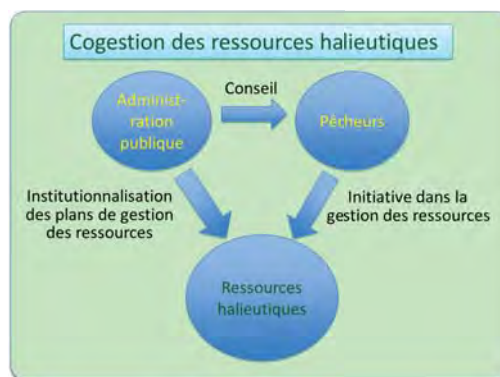 Cogestion des ressources halieutiques
Conseil
Administ-
ration
publique
Pêcheurs
Institutionnalisation
des plans de gestion
des ressources
Initiative dans la
gestion des ressources
Ressources
halieutiques